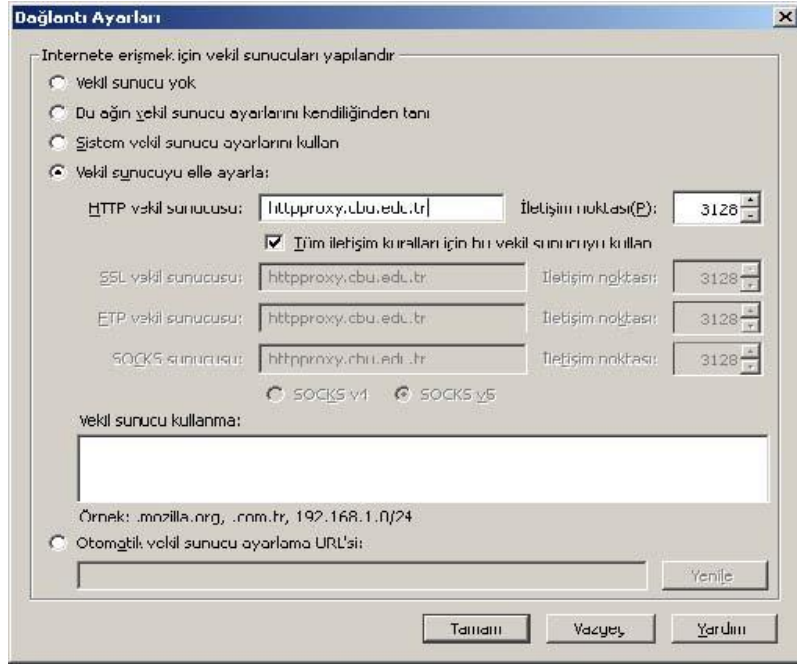 Bağlantı Ayarları
İnternete erişmek için vekil sunucuları yapılandır
Vekil sunucu yok
Bu ağın vekil sunucu ayarlarını kendiliğinden tanı
Sistem vekil sunucu ayarlarını kullan
Vekil sunucuyu elle ayarla:
HTTP vekil sunucusu: httpproxy.cbu.edu.tr İletişim noktası(P): 3128
Tüm iletişim kuralları için bu vekil sunucuyu kullan
SSL vekil sunucusu: httpproxy.cbu.edu.tr İletişim noktası: 3128
FTP vekil sunucusu: httpproxy.cbu.edu.tr İletişim noktası: 3128
SOCKS sunucusu: httpproxy.cbu.edu.tr İletişim noktası: 3128
SOCKS v4 SOCKS v5
Vekil sunucu kullanma:
Örnek: .mozilla.org, .com.tr, 192.168.1.0/24
Otomatik vekil sunucu ayarlama URL'si:
Yenile
Tamam Vazgeç Yardım